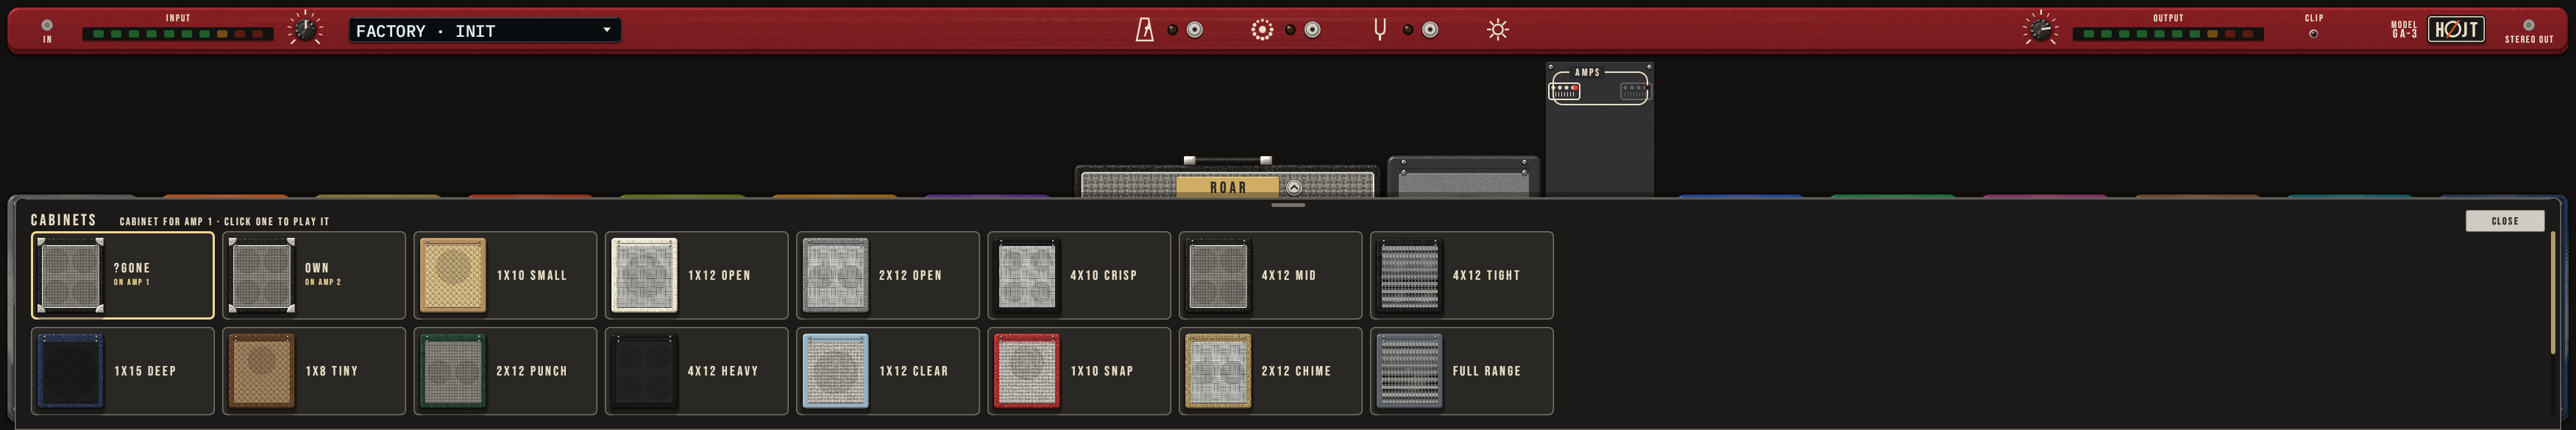 INPUT
IN
FACTORY · INIT
OUTPUT
CLIP
MODEL
GA-3
HØJT
STEREO OUT
AMPS
ROAR
CABINETS
CABINET FOR AMP 1 · CLICK ONE TO PLAY IT
CLOSE
?GONE
ON AMP 1
OWN
ON AMP 2
1X10 SMALL
1X12 OPEN
2X12 OPEN
4X10 CRISP
4X12 MID
4X12 TIGHT
1X15 DEEP
1X8 TINY
2X12 PUNCH
4X12 HEAVY
1X12 CLEAR
1X10 SNAP
2X12 CHIME
FULL RANGE